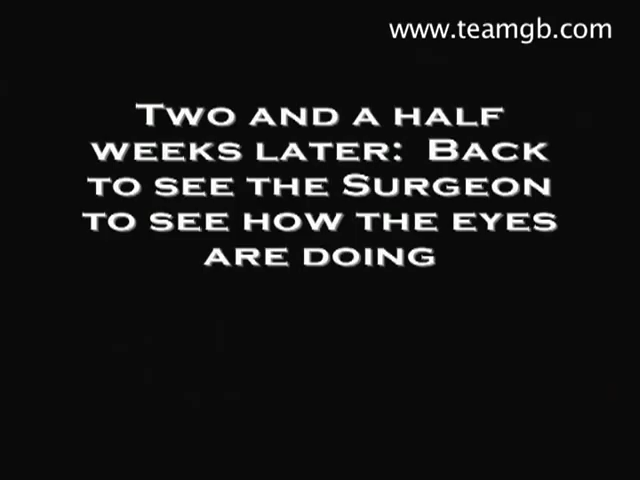 www.teamgb.com
Two and a half
weeks later: Back
to see the Surgeon
to see how the eyes
are doing